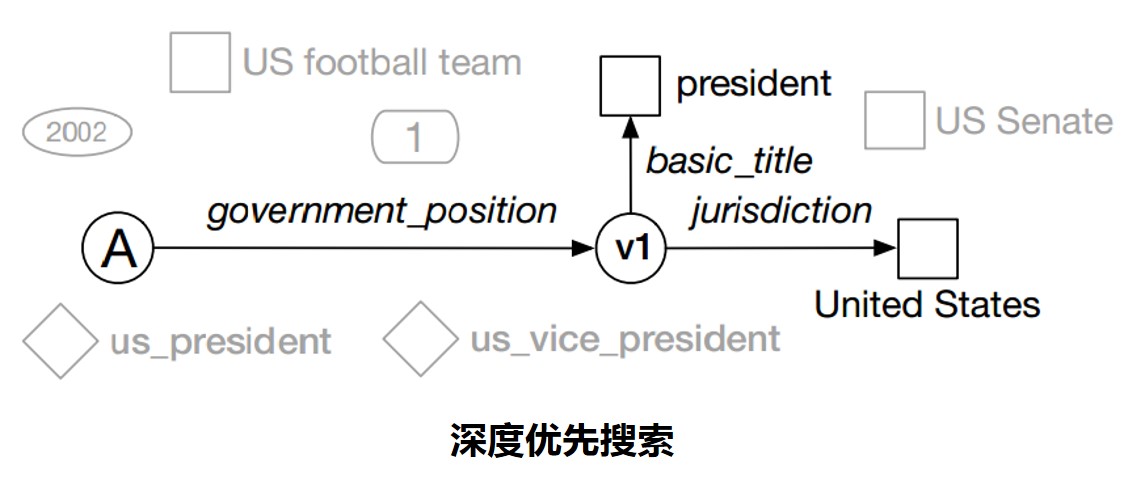 US football team
president
2002
1
US Senate
basic_title
government_position
jurisdiction
A
v1
United States
us_president
us_vice_president
深度优先搜索